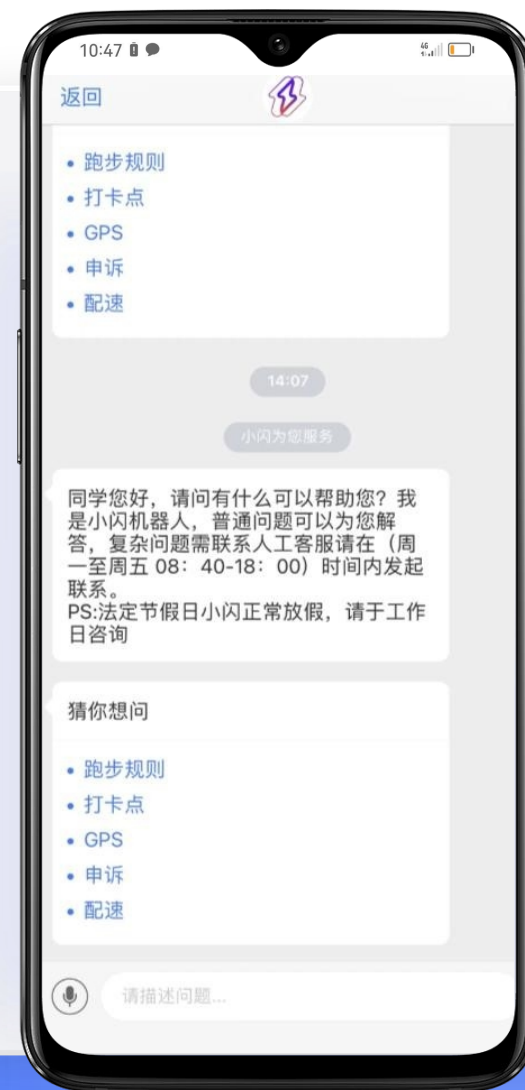 10:47
4G
返回
• 跑步规则
• 打卡点
• GPS
• 申诉
• 配速
14:07
小闪为您服务
同学您好，请问有什么可以帮助您？我
是小闪机器人，普通问题可以为您解
答，复杂问题需联系人工客服请在（周
一至周五 08：40-18：00）时间内发起
联系。
PS:法定节假日小闪正常放假，请于工作
日咨询
猜你想问
• 跑步规则
• 打卡点
• GPS
• 申诉
• 配速
请描述问题...